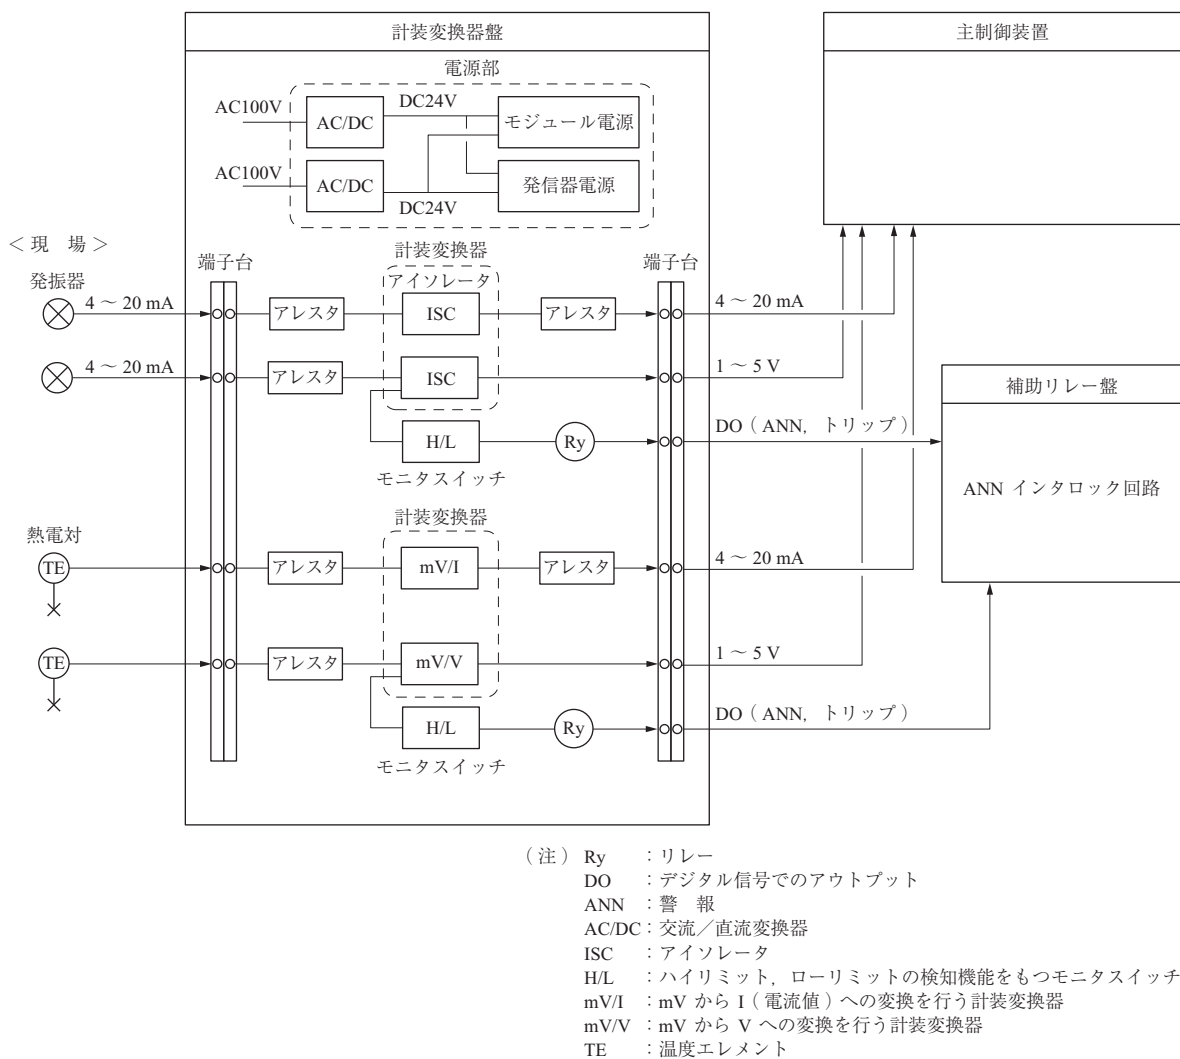 計装変換器盤
主制御装置
電源部
AC100V
AC/DC
DC24V
モジュール電源
AC100V
AC/DC
DC24V
発信器電源
<現　場>
端子台
計装変換器
端子台
発振器
アイソレータ
4 ～ 20 mA
アレスタ
ISC
アレスタ
4 ～ 20 mA
4 ～ 20 mA
アレスタ
ISC
1 ～ 5 V
補助リレー盤
H/L
Ry
DO（ANN，トリップ）
モニタスイッチ
ANN インタロック回路
計装変換器
熱電対
TE
アレスタ
mV/I
アレスタ
4 ～ 20 mA
TE
アレスタ
mV/V
1 ～ 5 V
H/L
Ry
DO（ANN，トリップ）
モニタスイッチ
（注）Ry ：リレー
DO ：デジタル信号でのアウトプット
ANN ：警　報
AC/DC：交流／直流変換器
ISC ：アイソレータ
H/L ：ハイリミット，ローリミットの検知機能をもつモニタスイッチ
mV/I ：mV から I（電流値）への変換を行う計装変換器
mV/V ：mV から V への変換を行う計装変換器
TE ：温度エレメント